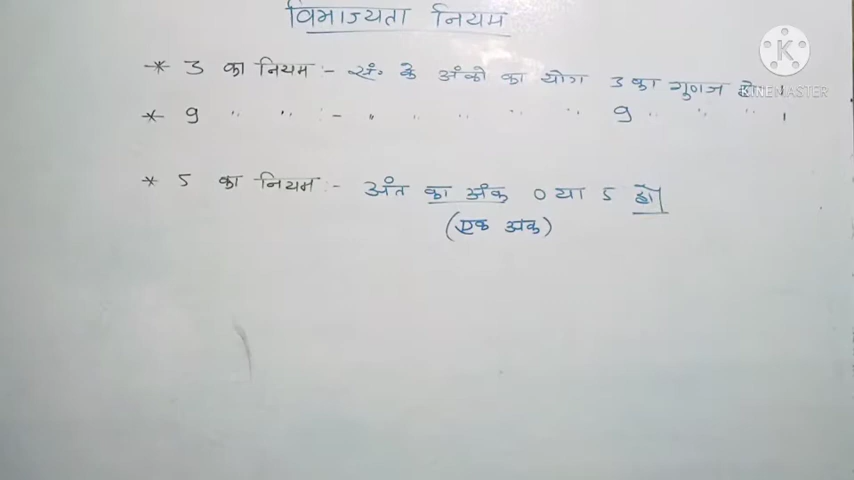 विभाज्यता नियम
* 3 का नियम :- सं. के अंको का योग 3 का गुणज हो।
* 9 " " :- " " " " " 9 " " " ।
* 5 का नियम :- अंत का अंक 0 या 5 हो।
(एक अंक)
K
KINEMASTER